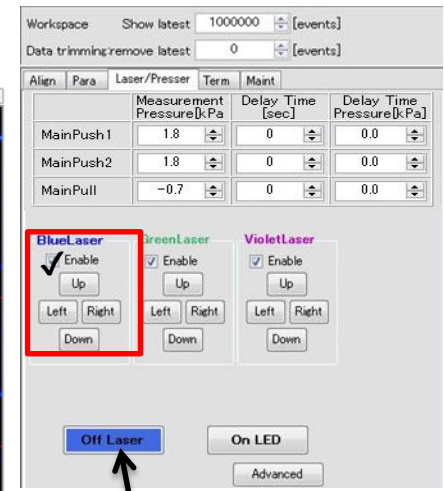 Workspace Show latest 1000000 [events]
Data trimming:remove latest 0 [events]
Align Para Laser/Presser Term Maint
Measurement Pressure[kPa Delay Time [sec] Delay Time Pressure[kPa]
MainPush1 1.8 0 0.0
MainPush2 1.8 0 0.0
MainPull -0.7 0 0.0
BlueLaser GreenLaser VioletLaser
Enable Enable Enable
Up Up Up
Left Right Left Right Left Right
Down Down Down
Off Laser On LED
Advanced